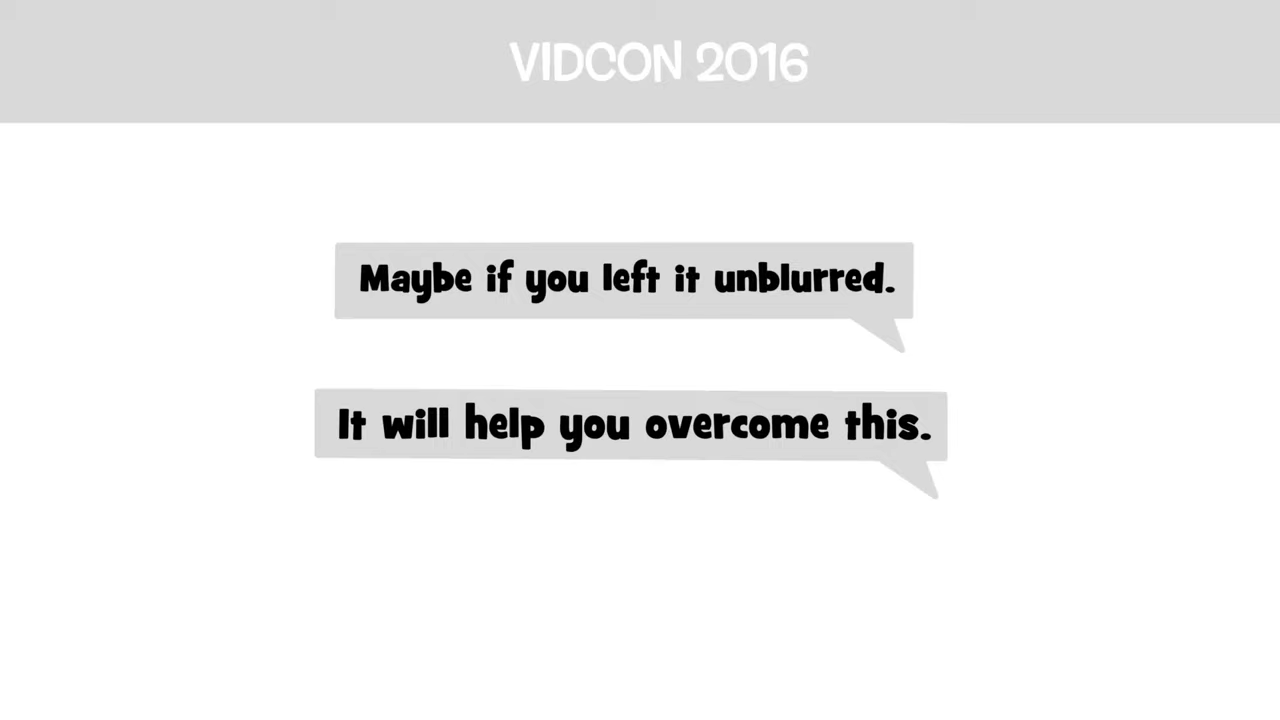 VIDCON 2016
Maybe if you left it unblurred.
It will help you overcome this.